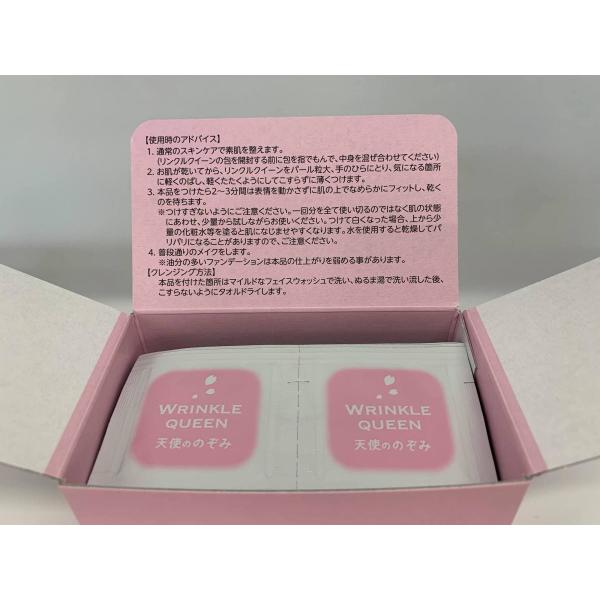 【使用時のアドバイス】
1. 通常のスキンケアで素肌を整えます。
(リンクルクイーンの包を開封する前に包を指でもんで、中身を混ぜ合わせてください)
2. お肌が乾いてから、リンクルクイーンをパール粒大、手のひらにとり、気になる箇所
に軽くのばし、軽くたたくようにしてこすらずに薄くつけます。
3. 本品をつけたら2〜3分間は表情を動かさずに肌の上でなめらかにフィットし、乾く
のを待ちます。
※つけすぎないようにご注意ください。一回分を全て使い切るのではなく肌の状態
にあわせ、少量から試しながらお使いください。つけて白くなった場合、上から少
量の化粧水等を塗ると肌になじませやすくなります。水を使用すると乾燥してパ
リパリになることがありますので、ご注意ください。
4. 普段通りのメイクをします。
※油分の多いファンデーションは本品の仕上がりを弱める事があります。
【クレンジング方法】
本品を付けた箇所はマイルドなフェイスウォッシュで洗い、ぬるま湯で洗い流した後、
こすらないようにタオルドライします。
WRINKLE
QUEEN
天使ののぞみ
WRINKLE
QUEEN
天使ののぞみ